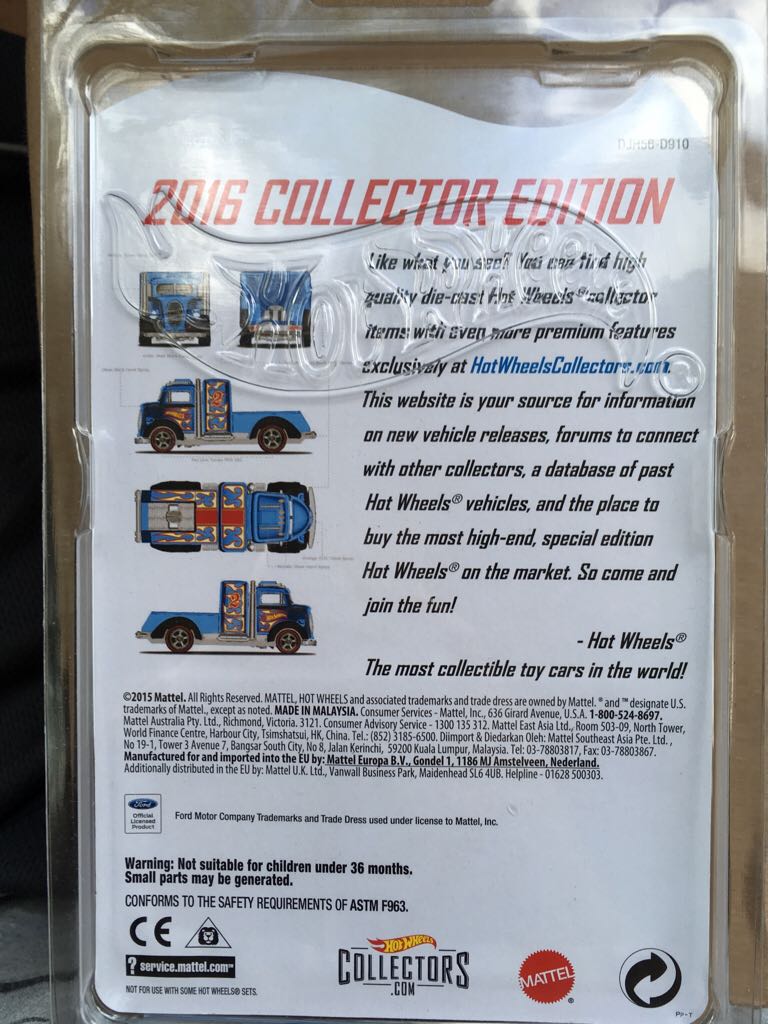 DJH56-D910
2016 COLLECTOR EDITION
Like what you see? You can find high
quality die-cast Hot Wheels® collector
items with even more premium features
exclusively at HotWheelsCollectors.com.
This website is your source for information
on new vehicle releases, forums to connect
with other collectors, a database of past
Hot Wheels® vehicles, and the place to
buy the most high-end, special edition
Hot Wheels® on the market. So come and
join the fun!
- Hot Wheels®
The most collectible toy cars in the world!
©2015 Mattel. All Rights Reserved. MATTEL, HOT WHEELS and associated trademarks and trade dress are owned by Mattel. ® and ™ designate U.S.
trademarks of Mattel., except as noted. MADE IN MALAYSIA. Consumer Services - Mattel, Inc., 636 Girard Avenue, U.S.A. 1-800-524-8697.
Mattel Australia Pty. Ltd., Richmond, Victoria. 3121. Consumer Advisory Service - 1300 135 312. Mattel East Asia Ltd., Room 503-09, North Tower,
World Finance Centre, Harbour City, Tsimshatsui, HK, China. Tel.: (852) 3185-6500. Diimport & Diedarkan Oleh: Mattel Southeast Asia Pte. Ltd.,
No 19-1, Tower 3 Avenue 7, Bangsar South City, No 8, Jalan Kerinchi, 59200 Kuala Lumpur, Malaysia. Tel: 03-78803817, Fax: 03-78803867.
Manufactured for and imported into the EU by: Mattel Europa B.V., Gondel 1, 1186 MJ Amstelveen, Nederland.
Additionally distributed in the EU by: Mattel U.K. Ltd., Vanwall Business Park, Maidenhead SL6 4UB. Helpline - 01628 500303.
Ford
Official
Licensed
Product
Ford Motor Company Trademarks and Trade Dress used under license to Mattel, Inc.
Warning: Not suitable for children under 36 months.
Small parts may be generated.
CONFORMS TO THE SAFETY REQUIREMENTS OF ASTM F963.
CE
? service.mattel.com™
NOT FOR USE WITH SOME HOT WHEELS® SETS.
HOT WHEELS
COLLECTORS
.COM
MATTEL®
PP-T